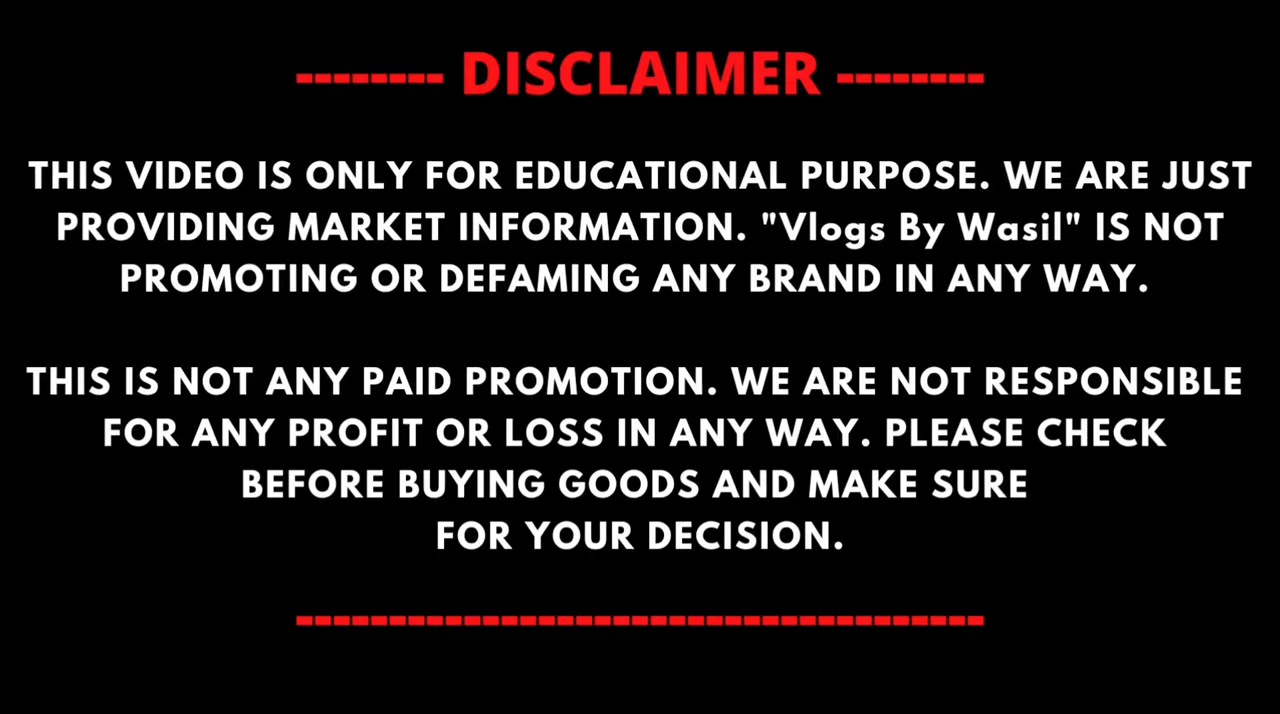 -------- DISCLAIMER --------
THIS VIDEO IS ONLY FOR EDUCATIONAL PURPOSE. WE ARE JUST
PROVIDING MARKET INFORMATION. "Vlogs By Wasil" IS NOT
PROMOTING OR DEFAMING ANY BRAND IN ANY WAY.
THIS IS NOT ANY PAID PROMOTION. WE ARE NOT RESPONSIBLE
FOR ANY PROFIT OR LOSS IN ANY WAY. PLEASE CHECK
BEFORE BUYING GOODS AND MAKE SURE
FOR YOUR DECISION.
-------------------------------------